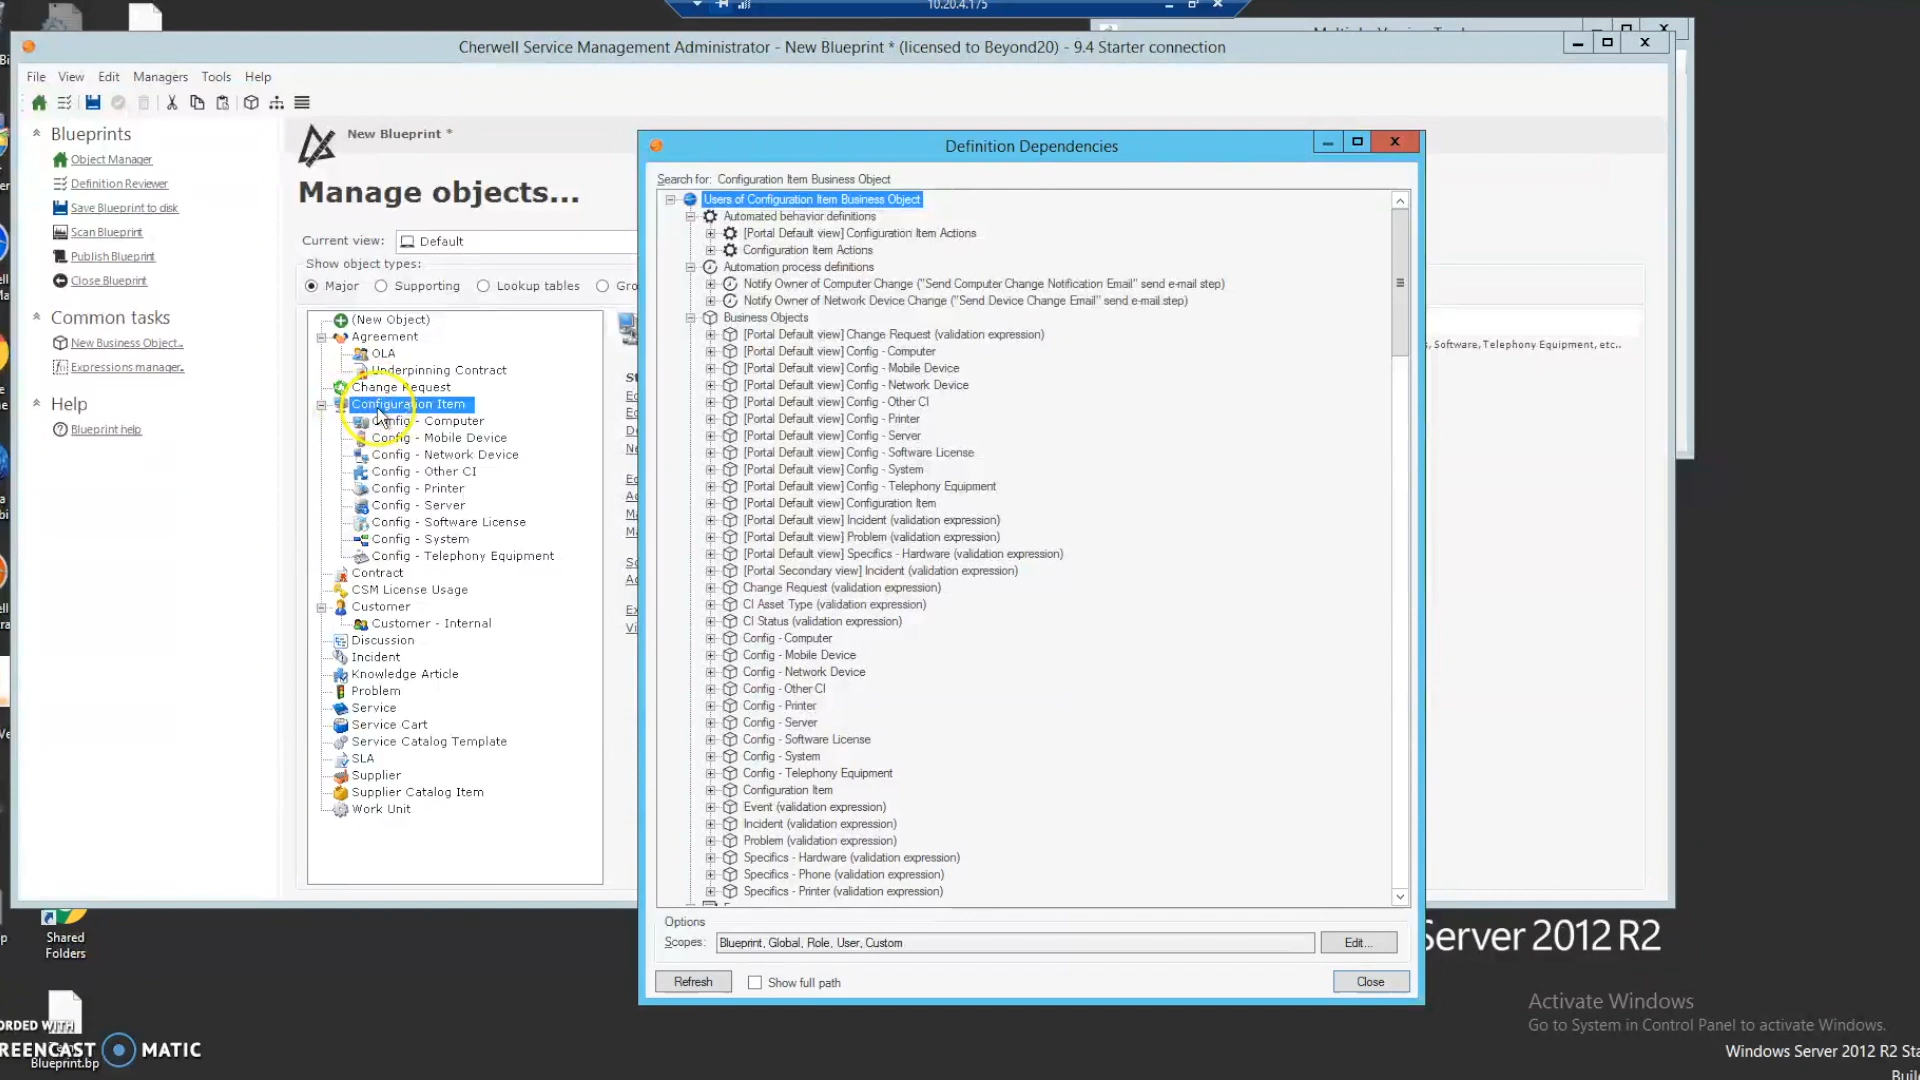 10.20.4.175
Cherwell Service Management Administrator - New Blueprint * (licensed to Beyond20) - 9.4 Starter connection
File View Edit Managers Tools Help
Blueprints
Object Manager
Definition Reviewer
Save Blueprint to disk
Scan Blueprint
Publish Blueprint
Close Blueprint
Common tasks
New Business Object..
Expressions manager..
Help
Blueprint help
New Blueprint *
Manage objects...
Current view: Default
Show object types:
Major Supporting Lookup tables Gro
(New Object)
Agreement
OLA
Underpinning Contract
Change Request
Configuration Item
Config - Computer
Config - Mobile Device
Config - Network Device
Config - Other CI
Config - Printer
Config - Server
Config - Software License
Config - System
Config - Telephony Equipment
Contract
CSM License Usage
Customer
Customer - Internal
Discussion
Incident
Knowledge Article
Problem
Service
Service Cart
Service Catalog Template
SLA
Supplier
Supplier Catalog Item
Work Unit
Definition Dependencies
Search for: Configuration Item Business Object
Users of Configuration Item Business Object
Automated behavior definitions
[Portal Default view] Configuration Item Actions
Configuration Item Actions
Automation process definitions
Notify Owner of Computer Change ("Send Computer Change Notification Email" send e-mail step)
Notify Owner of Network Device Change ("Send Device Change Email" send e-mail step)
Business Objects
[Portal Default view] Change Request (validation expression)
[Portal Default view] Config - Computer
[Portal Default view] Config - Mobile Device
[Portal Default view] Config - Network Device
[Portal Default view] Config - Other CI
[Portal Default view] Config - Printer
[Portal Default view] Config - Server
[Portal Default view] Config - Software License
[Portal Default view] Config - System
[Portal Default view] Config - Telephony Equipment
[Portal Default view] Configuration Item
[Portal Default view] Incident (validation expression)
[Portal Default view] Problem (validation expression)
[Portal Default view] Specifics - Hardware (validation expression)
[Portal Secondary view] Incident (validation expression)
Change Request (validation expression)
CI Asset Type (validation expression)
CI Status (validation expression)
Config - Computer
Config - Mobile Device
Config - Network Device
Config - Other CI
Config - Printer
Config - Server
Config - Software License
Config - System
Config - Telephony Equipment
Configuration Item
Event (validation expression)
Incident (validation expression)
Problem (validation expression)
Specifics - Hardware (validation expression)
Specifics - Phone (validation expression)
Specifics - Printer (validation expression)
Options
Scopes: Blueprint, Global, Role, User, Custom
Edit...
Refresh Show full path Close
, Software, Telephony Equipment, etc..
Shared
Folders
Blueprint.bp
ORDED WITH
REENCAST MATIC
Server 2012 R2
Activate Windows
Go to System in Control Panel to activate Windows.
Windows Server 2012 R2 Sta
Buil